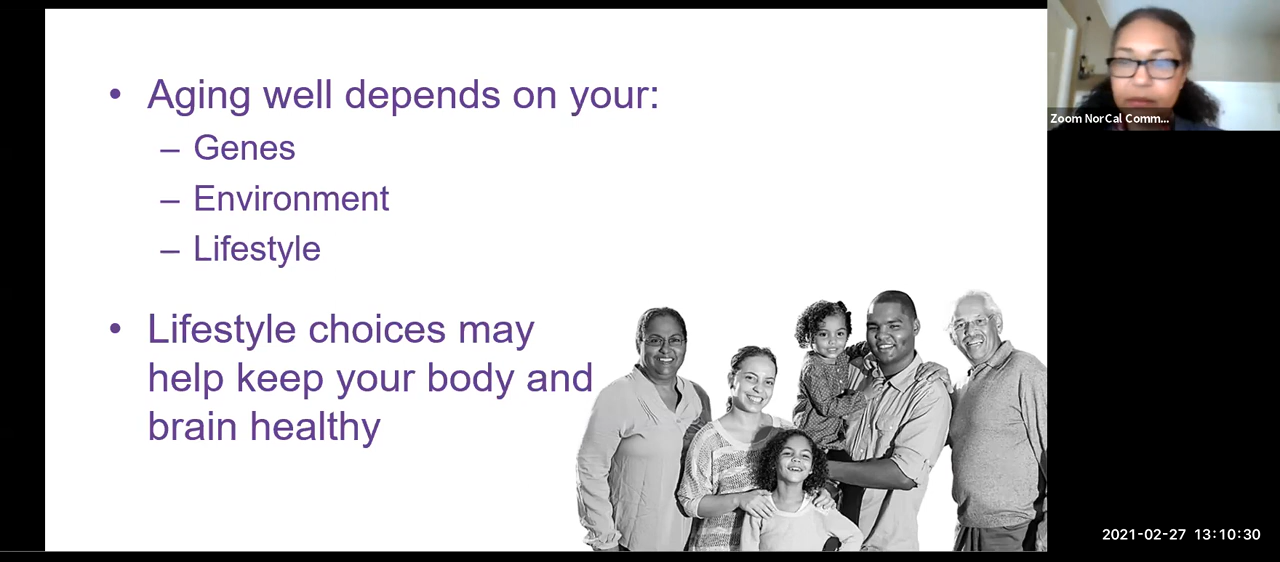 • Aging well depends on your:
– Genes
– Environment
– Lifestyle
• Lifestyle choices may
help keep your body and
brain healthy
Zoom NorCal Comm...
2021-02-27 13:10:30